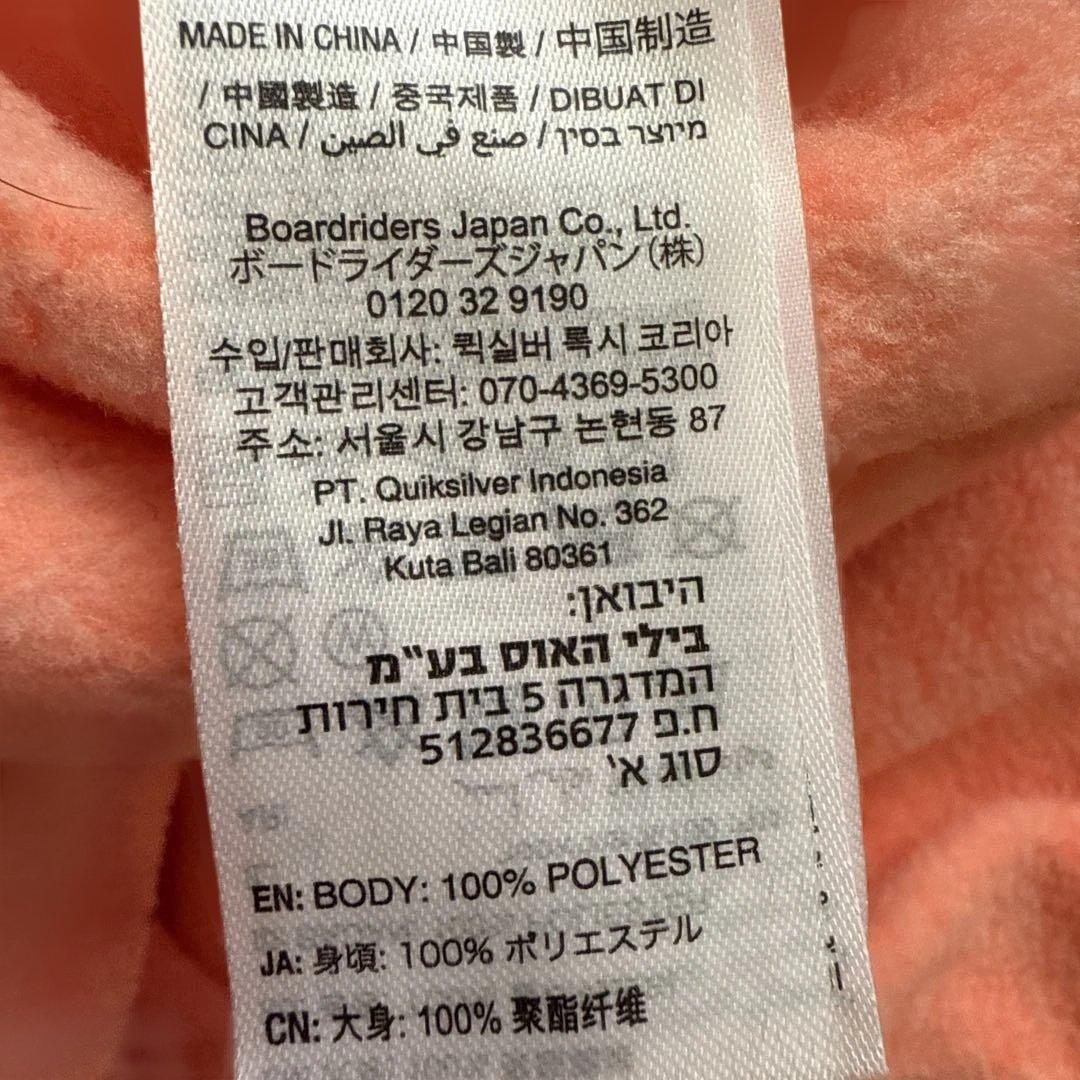 MADE IN CHINA / 中国製 / 中国制造
/ 中國製造 / 중국제품 / DIBUAT DI
CINA / صنع في الصين / מיוצר בסין
Boardriders Japan Co., Ltd.
ボードライダーズジャパン(株)
0120 32 9190
수입/판매회사: 퀵실버 록시 코리아
고객관리센터: 070-4369-5300
주소: 서울시 강남구 논현동 87
PT. Quiksilver Indonesia
Jl. Raya Legian No. 362
Kuta Bali 80361
היבואן:
בילי האוס בע"מ
המדגרה 5 בית חירות
ח.פ 512836677
סוג א'
EN: BODY: 100% POLYESTER
JA: 身頃: 100% ポリエステル
CN: 大身: 100% 聚酯纤维